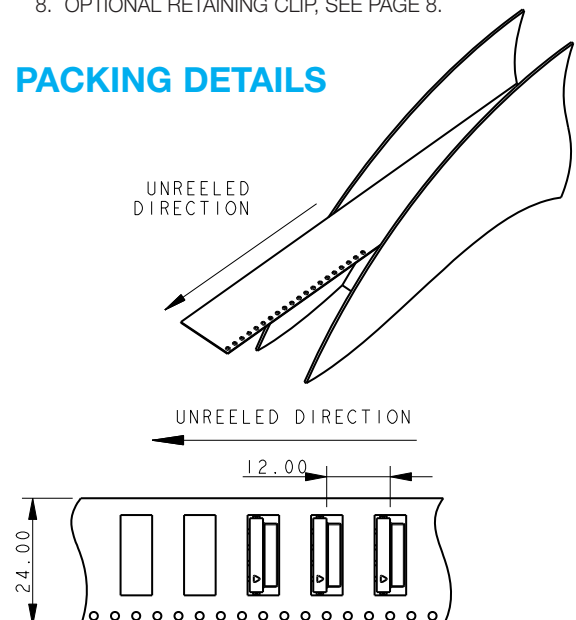 8. OPTIONAL RETAINING CLIP, SEE PAGE 8.
PACKING DETAILS
UNREELED
DIRECTION
UNREELED DIRECTION
12.00
24.00